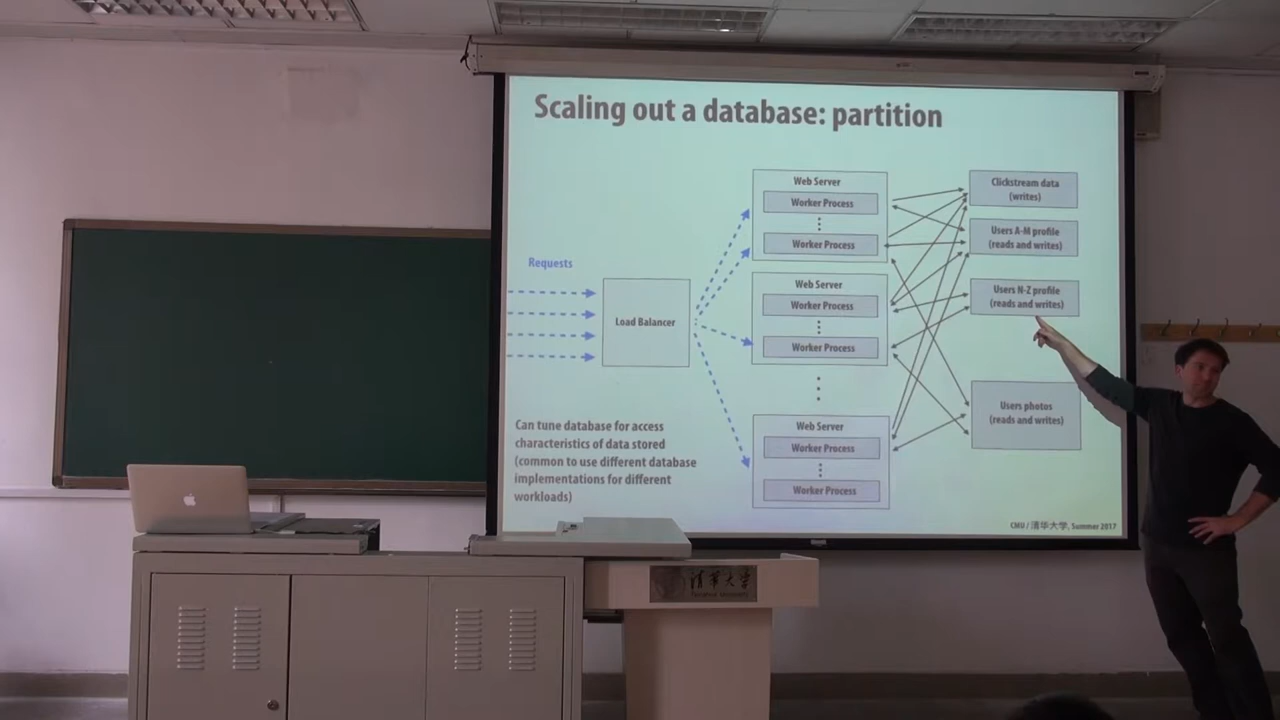 Scaling out a database: partition
Requests
Load Balancer
Web Server
Worker Process
Worker Process
Web Server
Worker Process
Worker Process
Web Server
Worker Process
Worker Process
Clickstream data
(writes)
Users A-M profile
(reads and writes)
Users N-Z profile
(reads and writes)
Users photos
(reads and writes)
Can tune database for access
characteristics of data stored
(common to use different database
implementations for different
workloads)
CMU / 清华大学, Summer 2017
清华大学
Tsinghua University